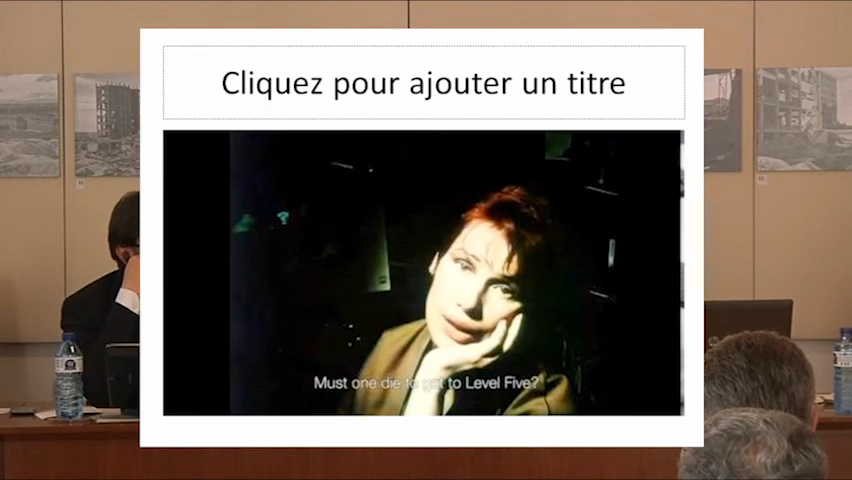 Cliquez pour ajouter un titre
Must one die to get to Level Five?